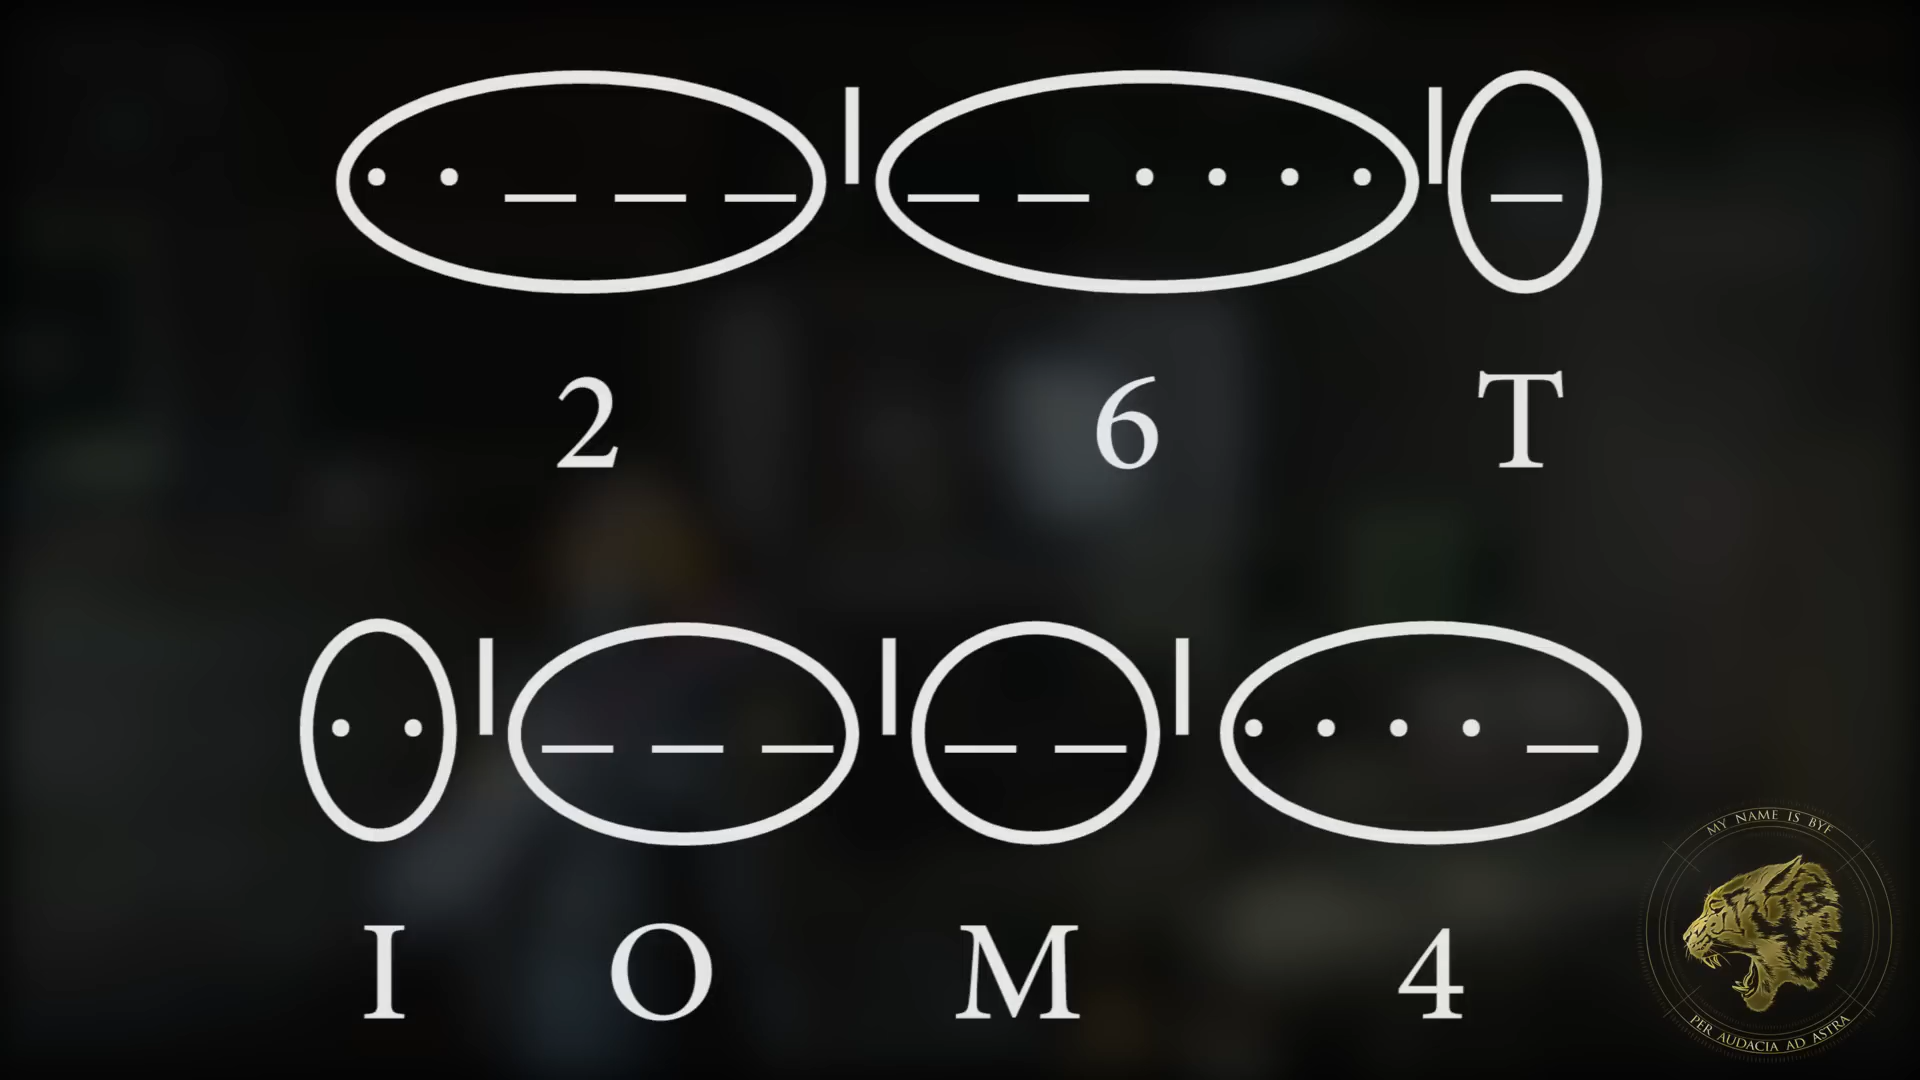 . . _ _ _ | _ _ . . . . | _
2 6 T
. . | _ _ _ | _ _ | . . . . _
I O M 4
MY NAME IS BYF
PER AUDACIA AD ASTRA